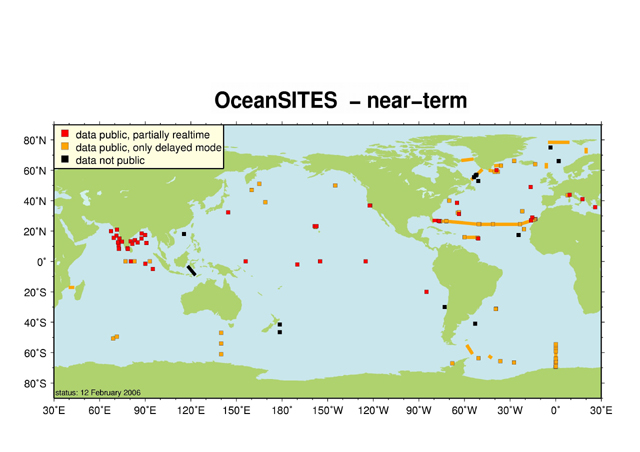 OceanSITES – near–term
data public, partially realtime
data public, only delayed mode
data not public
80°N
60°N
40°N
20°N
0°
20°S
40°S
60°S
80°S
status: 12 February 2006
30°E 60°E 90°E 120°E 150°E 180°W 150°W 120°W 90°W 60°W 30°W 0° 30°E